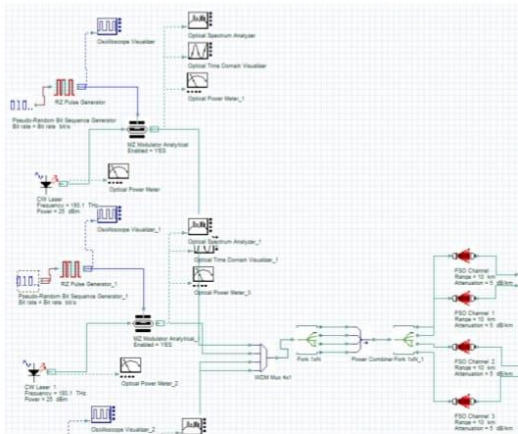 Oscilloscope Visualizer
Optical Spectrum Analyzer
Optical Time Domain Visualizer
Optical Power Meter_1
RZ Pulse Generator
Pseudo-Random Bit Sequence Generator
Bit rate = Bit rate bit/s
MZ Modulator Analytical
Enabled = YES
CW Laser
Frequency = 193.1 THz
Power = 25 dBm
Optical Power Meter
Oscilloscope Visualizer_1
Optical Spectrum Analyzer_1
Optical Time Domain Visualizer_1
Optical Power Meter_3
RZ Pulse Generator_1
Pseudo-Random Bit Sequence Generator_1
Bit rate = Bit rate bit/s
MZ Modulator Analytical_
Enabled = YES
CW Laser 1
Frequency = 193.1 THz
Power = 25 dBm
Optical Power Meter_2
Oscilloscope Visualizer_2
WDM Mux 4x1
Fork 1xN
Power Combiner
Fork 1xN_1
FSO Channel
Range = 10 km
Attenuation = 5 dB/km
FSO Channel 1
Range = 10 km
Attenuation = 5 dB/km
FSO Channel 2
Range = 10 km
Attenuation = 5 dB/km
FSO Channel 3
Range = 10 km
Attenuation = 5 dB/km